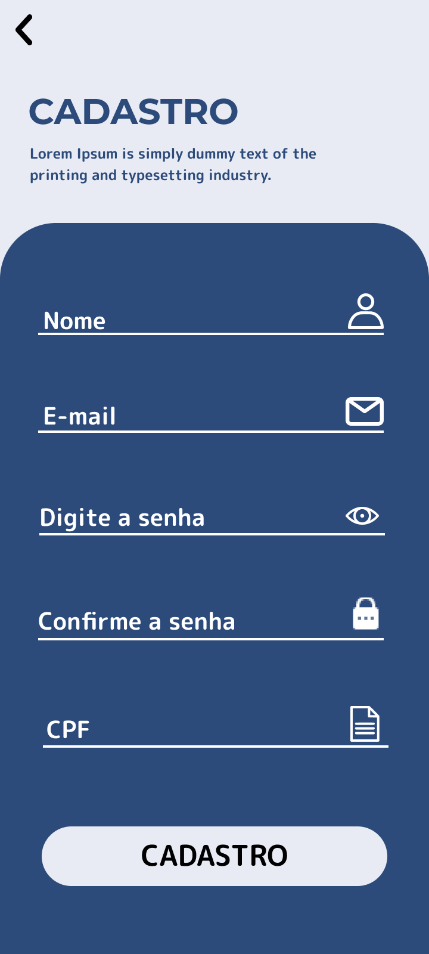 CADASTRO
Lorem Ipsum is simply dummy text of the
printing and typesetting industry.
Nome
E-mail
Digite a senha
Confirme a senha
CPF
CADASTRO